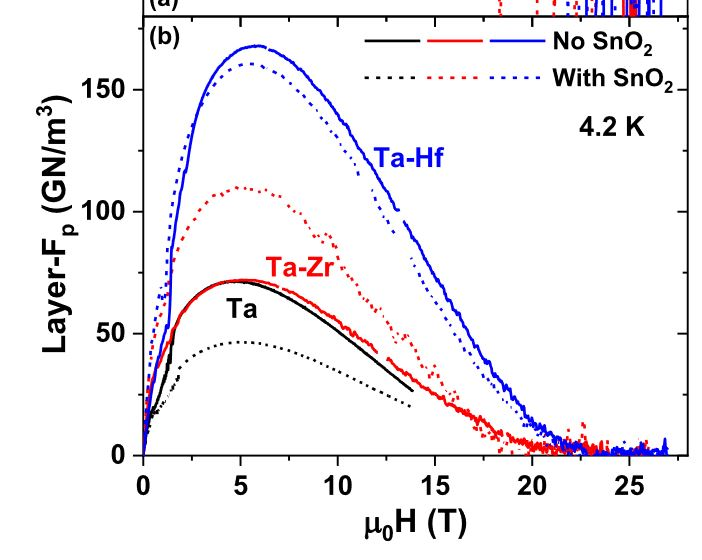 (a)
(b)
No SnO₂
With SnO₂
4.2 K
Ta-Hf
Ta-Zr
Ta
Layer-Fₚ (GN/m³)
150
100
50
0
0 5 10 15 20 25
μ₀H (T)